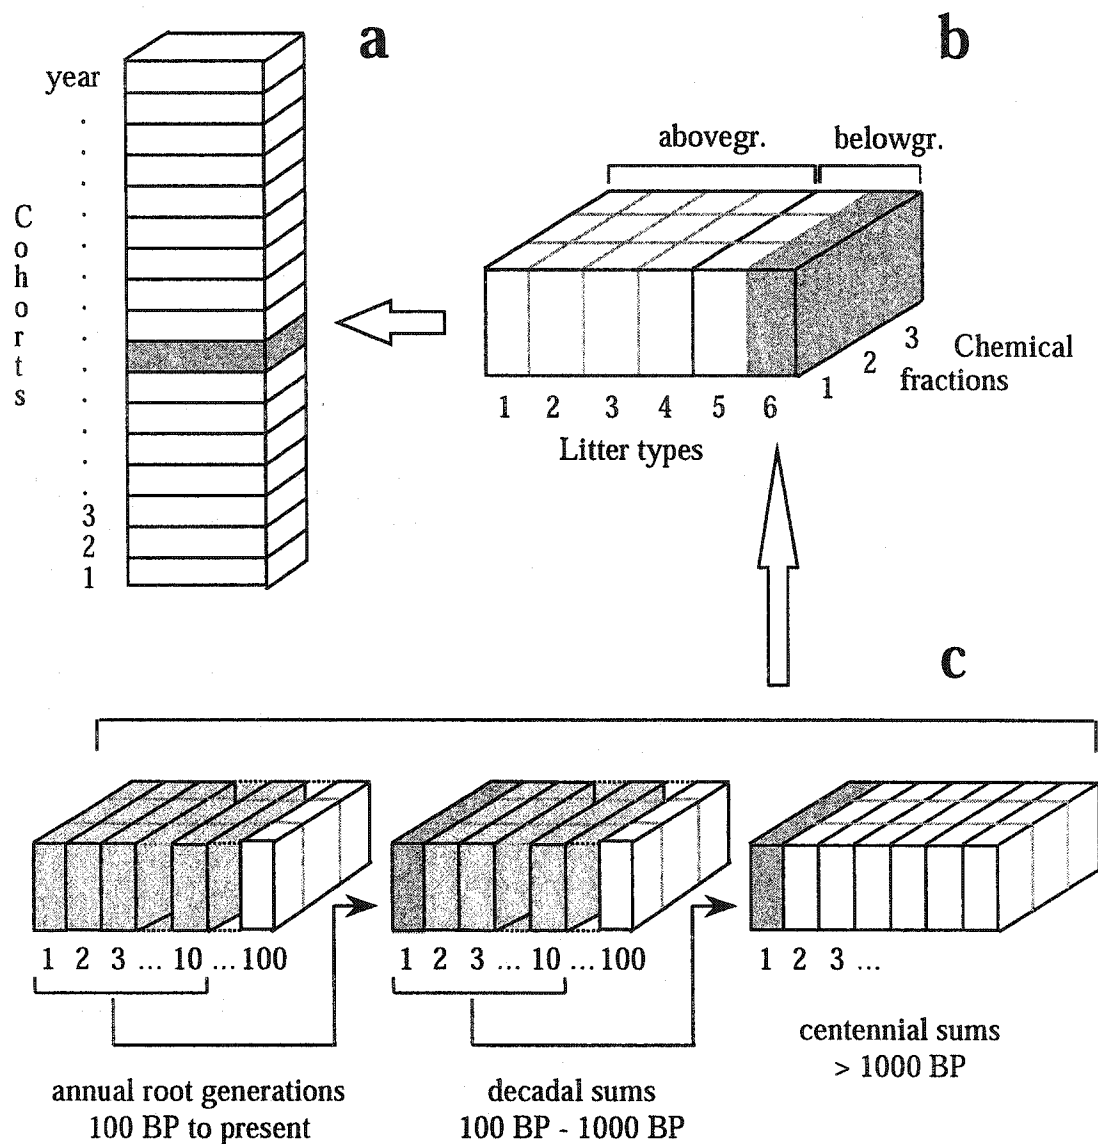 a
year
.
.
.
.
.
.
.
.
.
.
.
.
.
3
2
1
Cohorts
b
abovegr. belowgr.
1 2 3 4 5 6
Litter types
1 2 3
Chemical
fractions
c
1 2 3 ... 10 ... 100
annual root generations
100 BP to present
1 2 3 ... 10 ... 100
decadal sums
100 BP - 1000 BP
1 2 3 ...
centennial sums
> 1000 BP